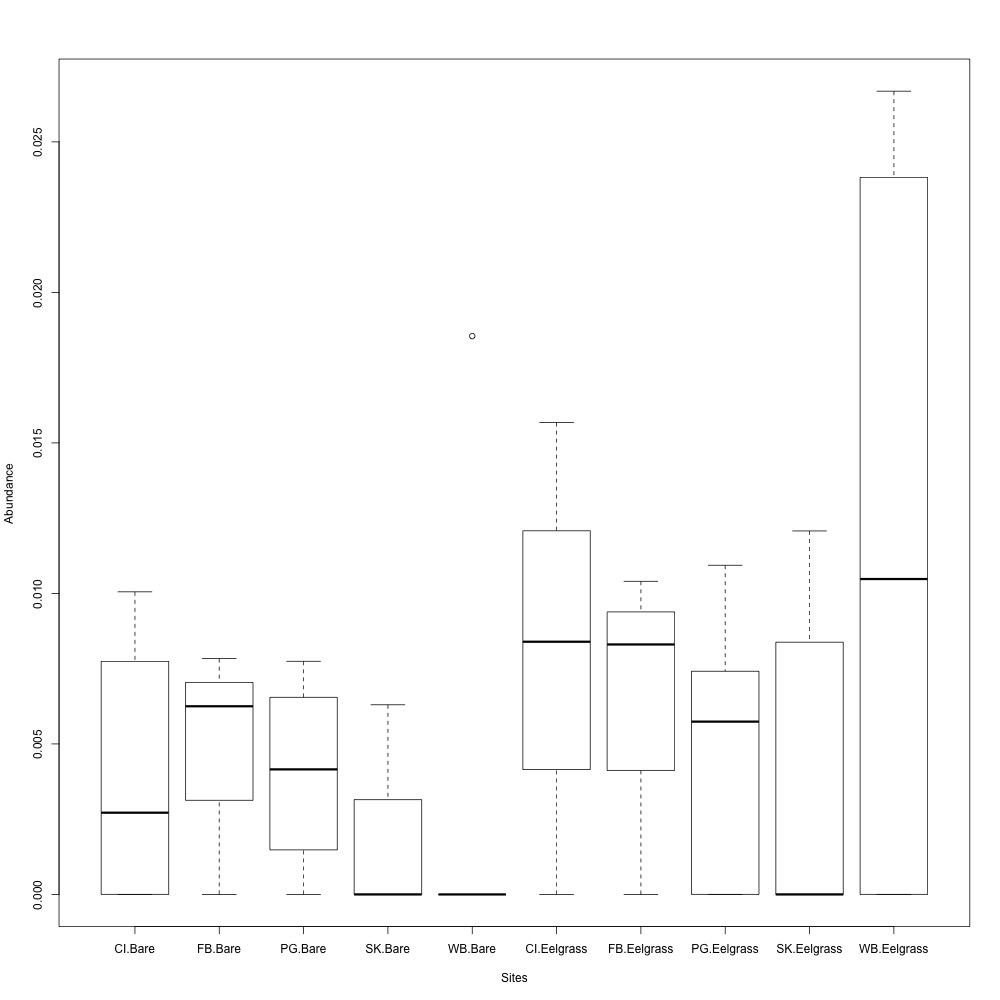 Abundance
0.025
0.020
0.015
0.010
0.005
0.000
CI.Bare FB.Bare PG.Bare SK.Bare WB.Bare CI.Eelgrass FB.Eelgrass PG.Eelgrass SK.Eelgrass WB.Eelgrass
Sites